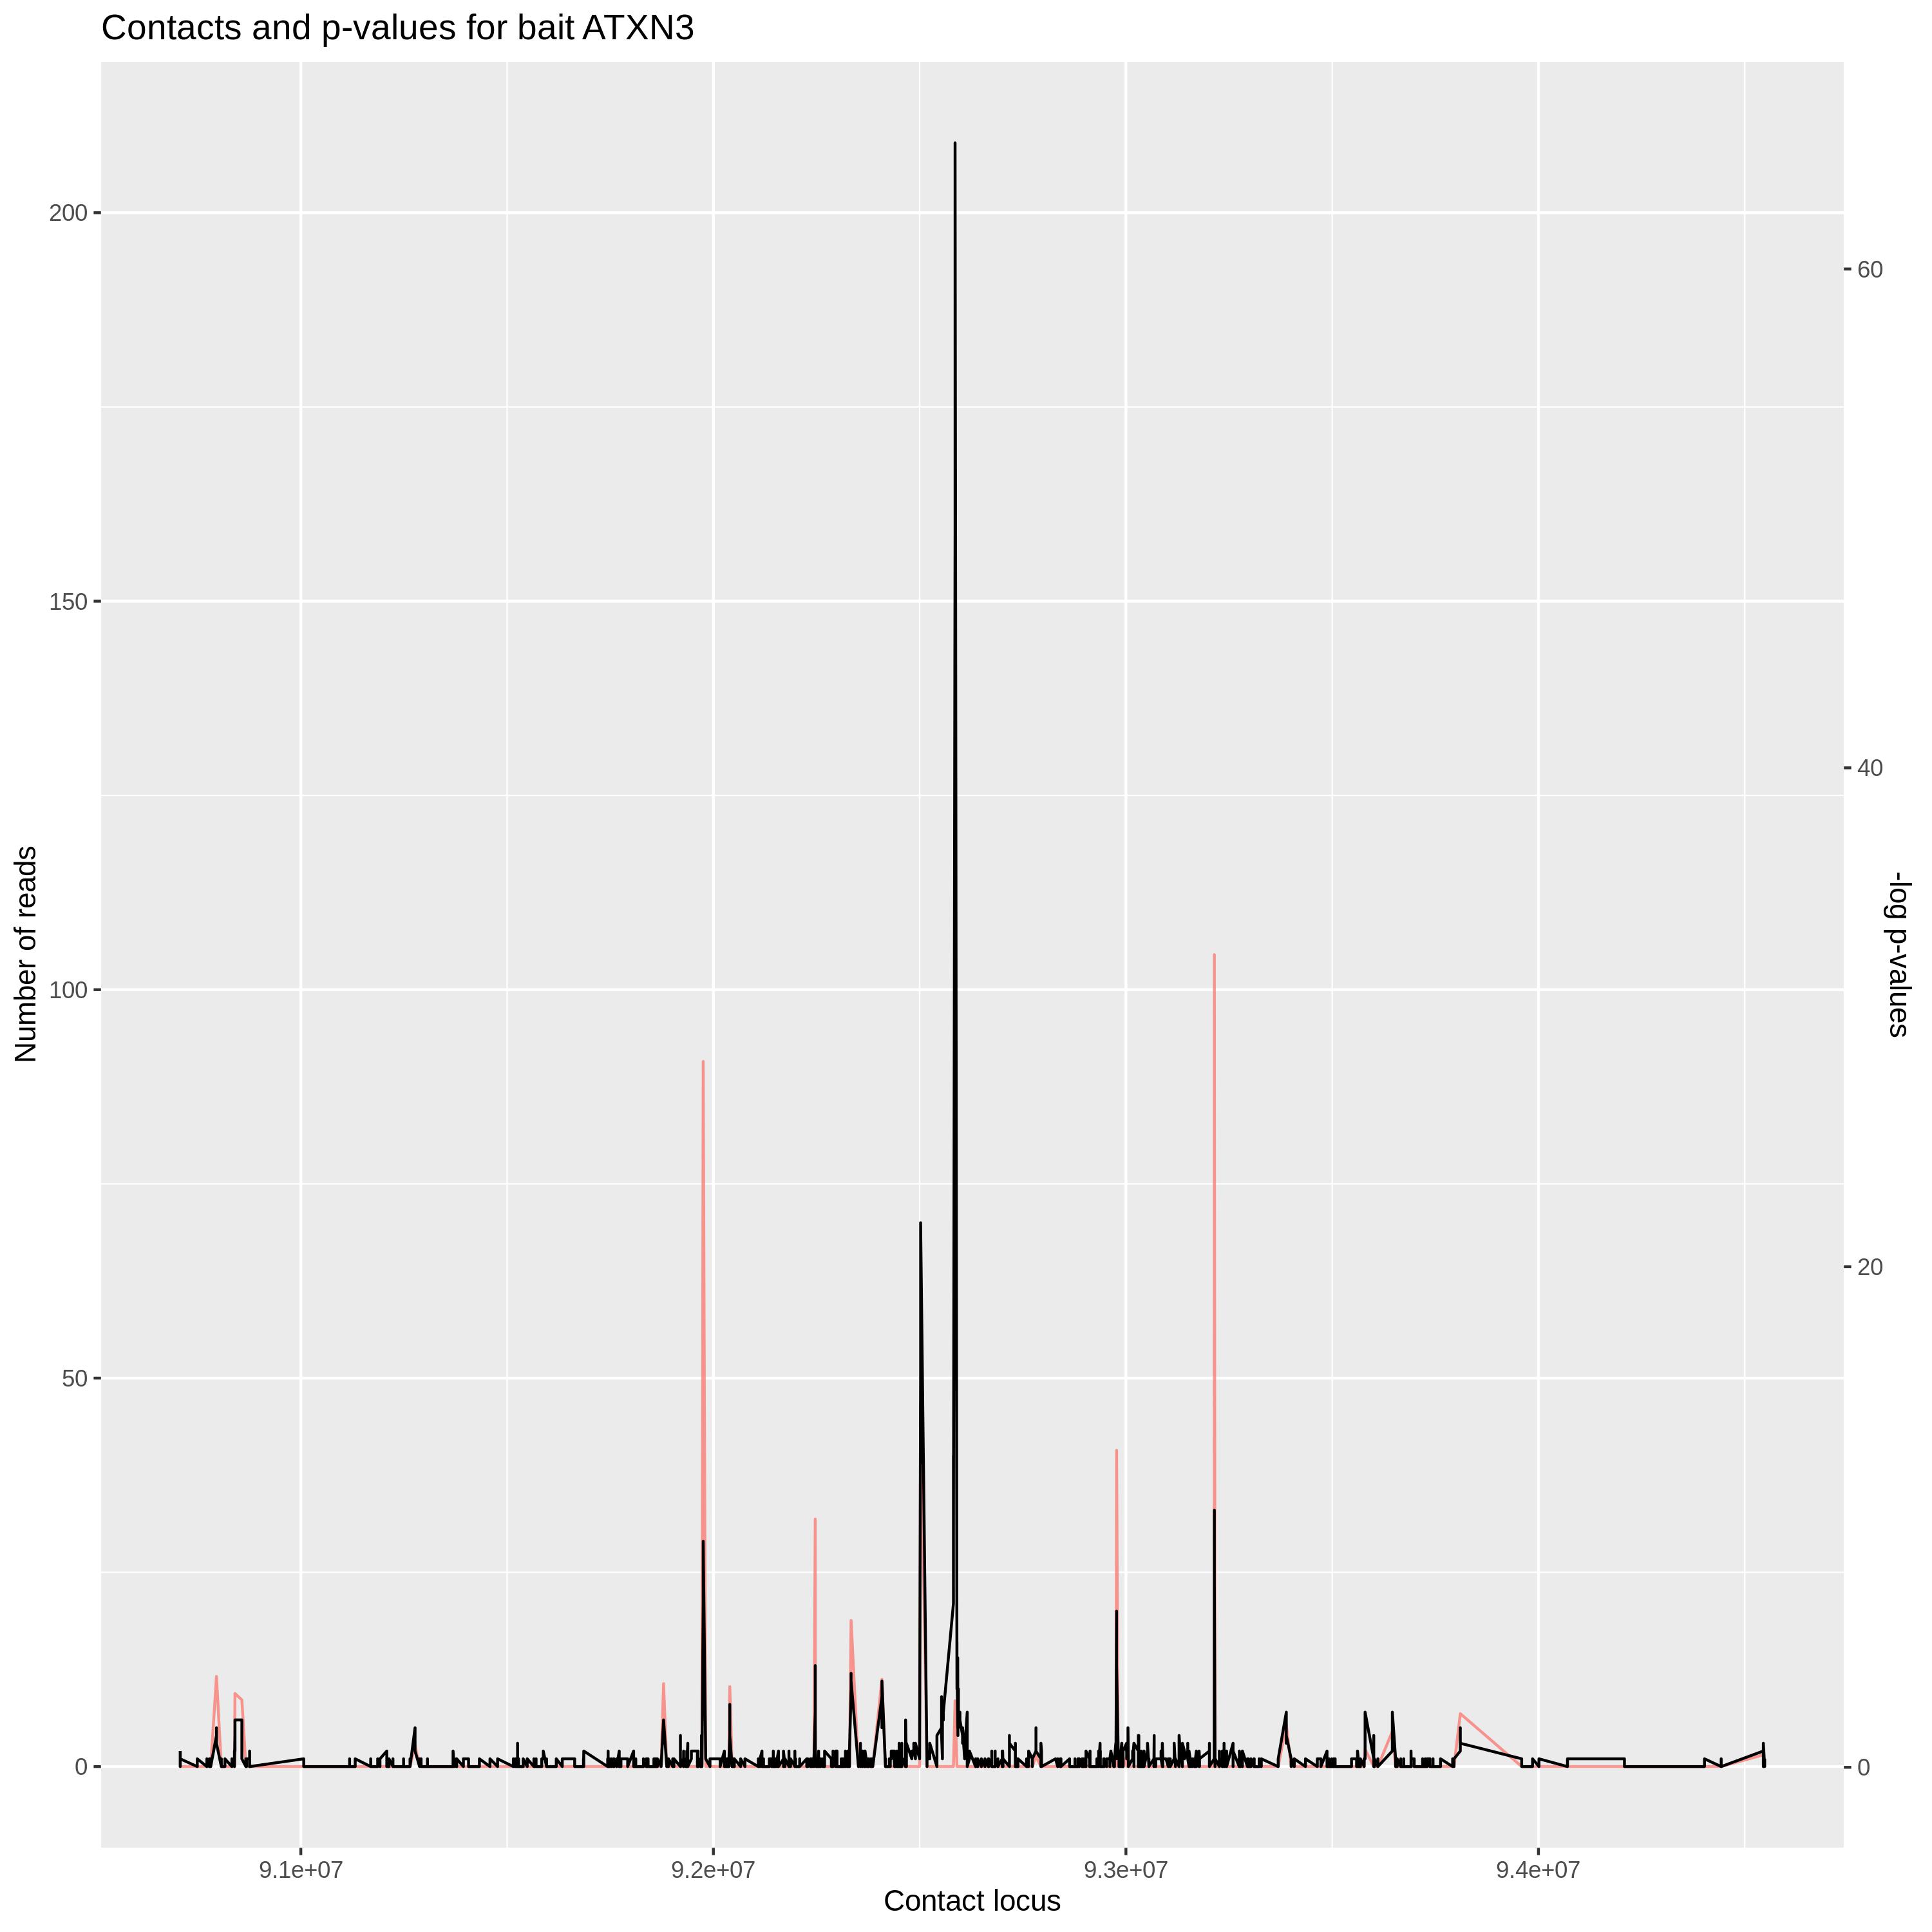 Contacts and p-values for bait ATXN3
200
150
100
50
0
60
40
20
0
Number of reads
-log p-values
9.1e+07 9.2e+07 9.3e+07 9.4e+07
Contact locus